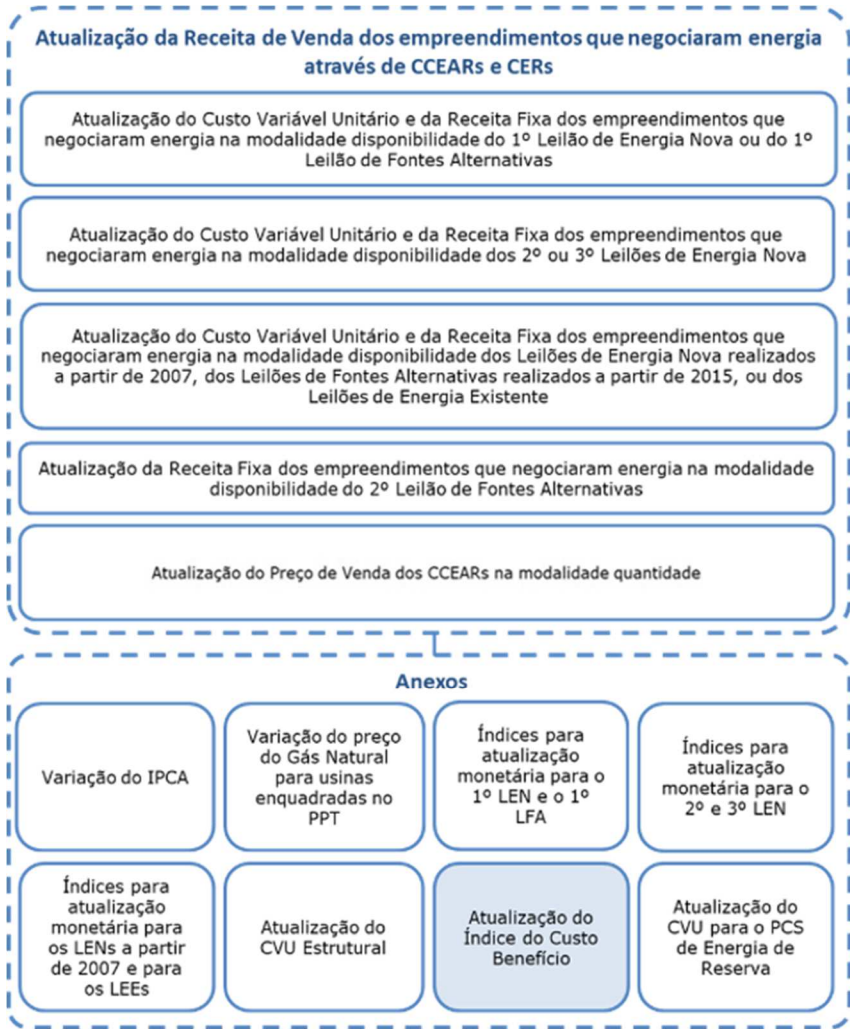 Atualização da Receita de Venda dos empreendimentos que negociaram energia
através de CCEARs e CERs
Atualização do Custo Variável Unitário e da Receita Fixa dos empreendimentos que
negociaram energia na modalidade disponibilidade do 1º Leilão de Energia Nova ou do 1º
Leilão de Fontes Alternativas
Atualização do Custo Variável Unitário e da Receita Fixa dos empreendimentos que
negociaram energia na modalidade disponibilidade dos 2º ou 3º Leilões de Energia Nova
Atualização do Custo Variável Unitário e da Receita Fixa dos empreendimentos que
negociaram energia na modalidade disponibilidade dos Leilões de Energia Nova realizados
a partir de 2007, dos Leilões de Fontes Alternativas realizados a partir de 2015, ou dos
Leilões de Energia Existente
Atualização da Receita Fixa dos empreendimentos que negociaram energia na modalidade
disponibilidade do 2º Leilão de Fontes Alternativas
Atualização do Preço de Venda dos CCEARs na modalidade quantidade
Anexos
Variação do IPCA
Variação do preço
do Gás Natural
para usinas
enquadradas no
PPT
Índices para
atualização
monetária para o
1º LEN e o 1º
LFA
Índices para
atualização
monetária para o
2º e 3º LEN
Índices para
atualização
monetária para
os LENs a partir
de 2007 e para
os LEEs
Atualização do
CVU Estrutural
Atualização do
Índice do Custo
Benefício
Atualização do
CVU para o PCS
de Energia de
Reserva